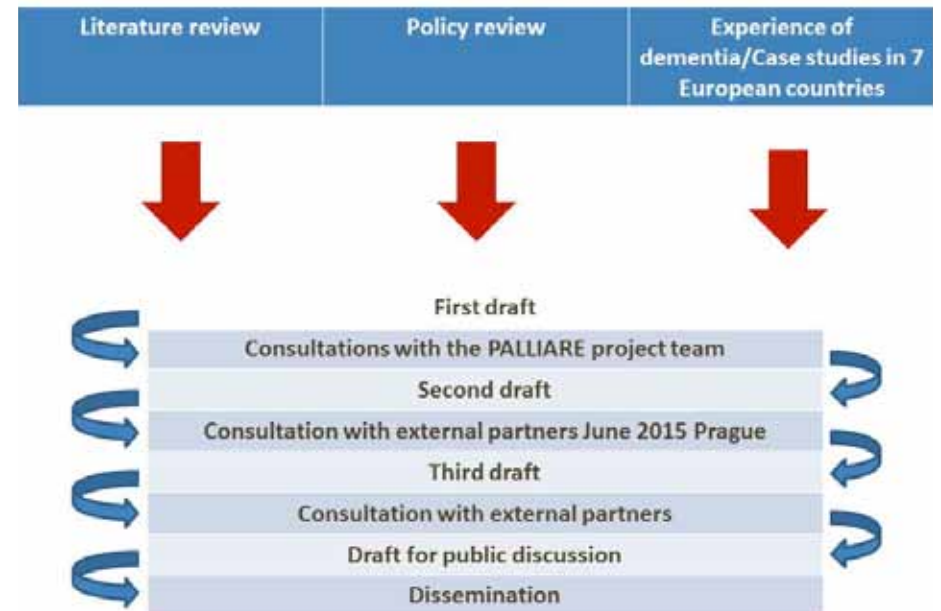 Literature review
Policy review
Experience of
dementia/Case studies in 7
European countries
First draft
Consultations with the PALLIARE project team
Second draft
Consultation with external partners June 2015 Prague
Third draft
Consultation with external partners
Draft for public discussion
Dissemination